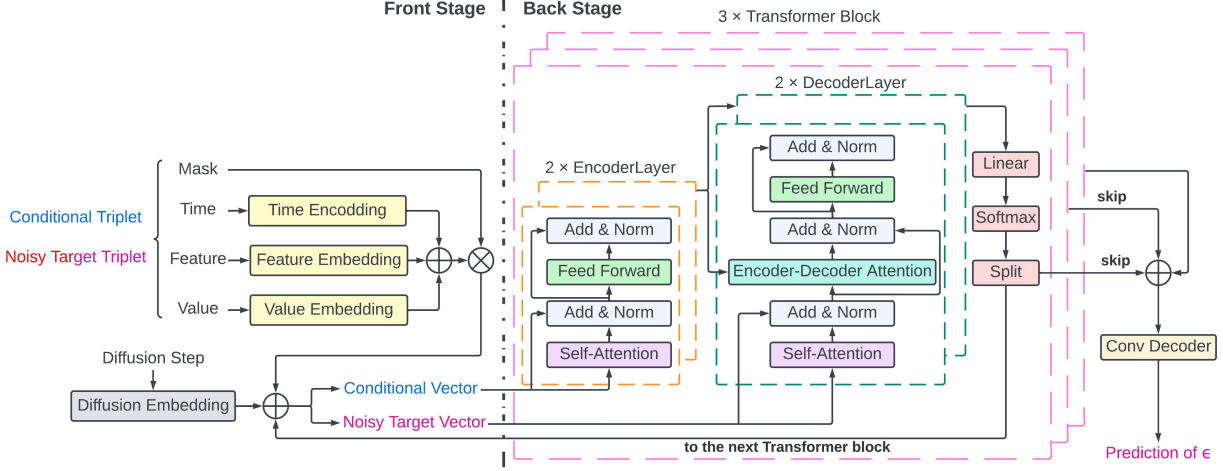 Front Stage
Back Stage
3 × Transformer Block
2 × DecoderLayer
2 × EncoderLayer
Mask
Time
Feature
Value
Conditional Triplet
Noisy Target Triplet
Time Encodding
Feature Embedding
Value Embedding
Diffusion Step
Diffusion Embedding
Conditional Vector
Noisy Target Vector
Add & Norm
Feed Forward
Add & Norm
Self-Attention
Add & Norm
Feed Forward
Add & Norm
Encoder-Decoder Attention
Add & Norm
Self-Attention
Linear
Softmax
Split
skip
skip
Conv Decoder
to the next Transformer block
Prediction of ϵ